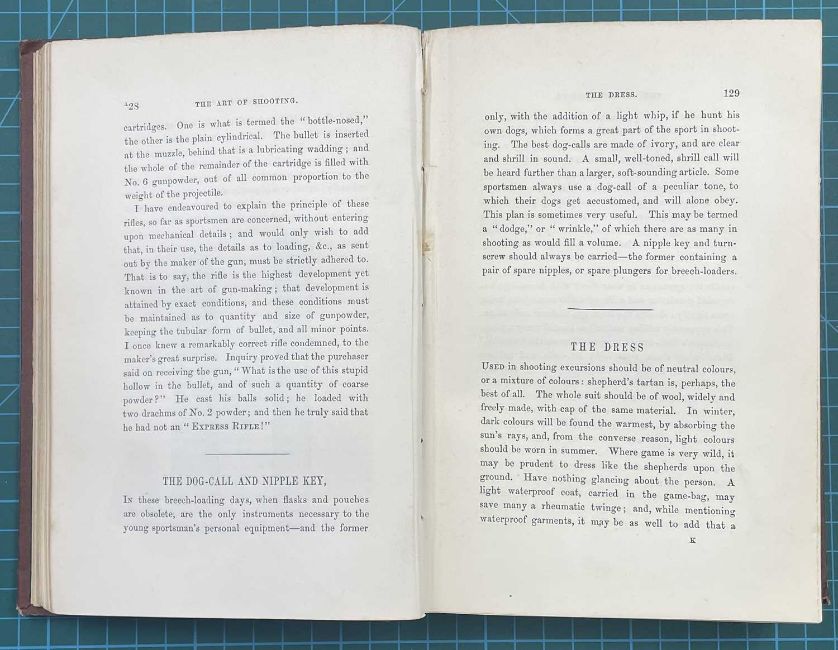 128
THE ART OF SHOOTING.
cartridges. One is what is termed the “bottle-nosed,”
the other is the plain cylindrical. The bullet is inserted
at the muzzle, behind that is a lubricating wadding; and
the whole of the remainder of the cartridge is filled with
No. 6 gunpowder, out of all common proportion to the
weight of the projectile.
I have endeavoured to explain the principle of these
rifles, so far as sportsmen are concerned, without entering
upon mechanical details; and would only wish to add
that, in their use, the details as to loading, &c., as sent
out by the maker of the gun, must be strictly adhered to.
That is to say, the rifle is the highest development yet
known in the art of gun-making; that development is
attained by exact conditions, and these conditions must
be maintained as to quantity and size of gunpowder,
keeping the tubular form of bullet, and all minor points.
I once knew a remarkably correct rifle condemned, to the
maker's great surprise. Inquiry proved that the purchaser
said on receiving the gun, “What is the use of this stupid
hollow in the bullet, and of such a quantity of coarse
powder?” He cast his balls solid; he loaded with
two drachms of No. 2 powder; and then he truly said that
he had not an “EXPRESS RIFLE!”
THE DOG-CALL AND NIPPLE KEY,
IN these breech-loading days, when flasks and pouches
are obsolete, are the only instruments necessary to the
young sportsman's personal equipment—and the former
THE DRESS.
129
only, with the addition of a light whip, if he hunt his
own dogs, which forms a great part of the sport in shoot-
ing. The best dog-calls are made of ivory, and are clear
and shrill in sound. A small, well-toned, shrill call will
be heard further than a larger, soft-sounding article. Some
sportsmen always use a dog-call of a peculiar tone, to
which their dogs get accustomed, and will alone obey.
This plan is sometimes very useful. This may be termed
a “dodge,” or “wrinkle,” of which there are as many in
shooting as would fill a volume. A nipple key and turn-
screw should always be carried—the former containing a
pair of spare nipples, or spare plungers for breech-loaders.
THE DRESS
USED in shooting excursions should be of neutral colours,
or a mixture of colours: shepherd's tartan is, perhaps, the
best of all. The whole suit should be of wool, widely and
freely made, with cap of the same material. In winter,
dark colours will be found the warmest, by absorbing the
sun's rays, and, from the converse reason, light colours
should be worn in summer. Where game is very wild, it
may be prudent to dress like the shepherds upon the
ground. Have nothing glancing about the person. A
light waterproof coat, carried in the game-bag, may
save many a rheumatic twinge; and, while mentioning
waterproof garments, it may be as well to add that a
K